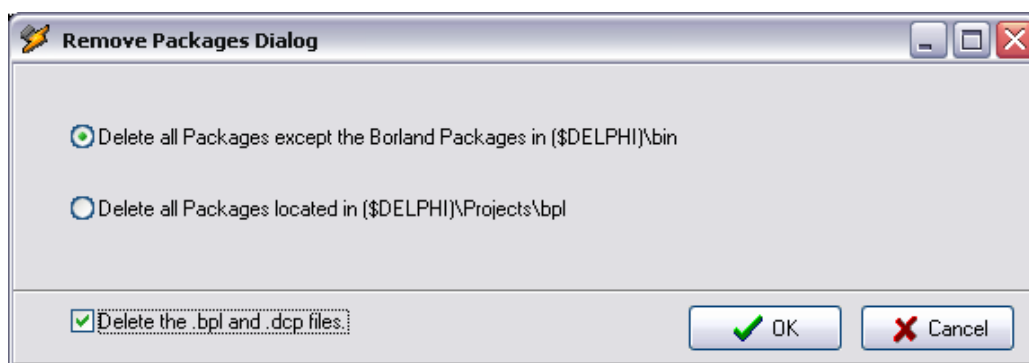 Remove Packages Dialog
Delete all Packages except the Borland Packages in ($DELPHI)\bin
Delete all Packages located in ($DELPHI)\Projects\bpl
Delete the .bpl and .dcp files.
OK
Cancel